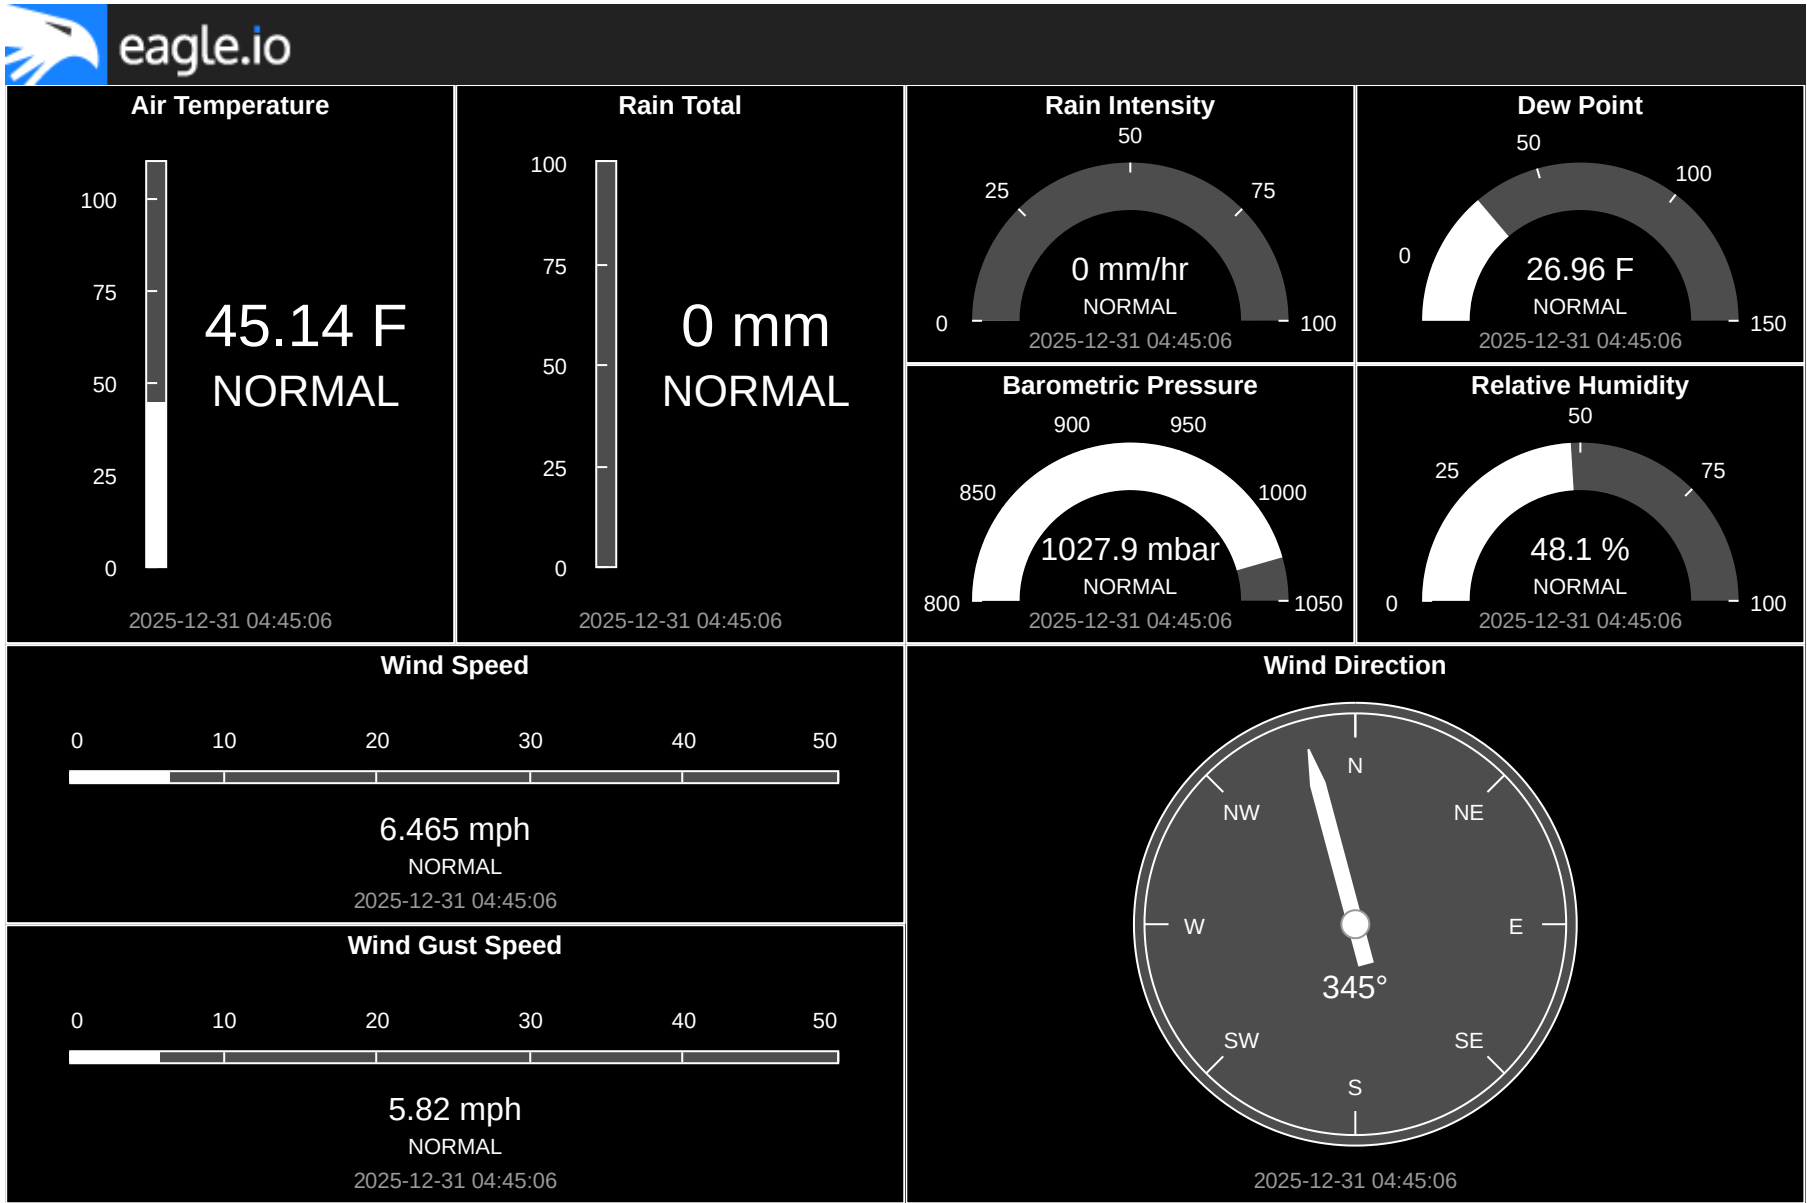 eagle.io
Air Temperature
100
75
50
25
0
45.14 F
NORMAL
2025-12-31 04:45:06
Rain Total
100
75
50
25
0
0 mm
NORMAL
2025-12-31 04:45:06
Rain Intensity
0
25
50
75
100
0 mm/hr
NORMAL
2025-12-31 04:45:06
Dew Point
0
50
100
150
26.96 F
NORMAL
2025-12-31 04:45:06
Barometric Pressure
800
850
900
950
1000
1050
1027.9 mbar
NORMAL
2025-12-31 04:45:06
Relative Humidity
0
25
50
75
100
48.1 %
NORMAL
2025-12-31 04:45:06
Wind Speed
0 10 20 30 40 50
6.465 mph
NORMAL
2025-12-31 04:45:06
Wind Gust Speed
0 10 20 30 40 50
5.82 mph
NORMAL
2025-12-31 04:45:06
Wind Direction
N
NW NE
W E
345°
SW SE
S
2025-12-31 04:45:06